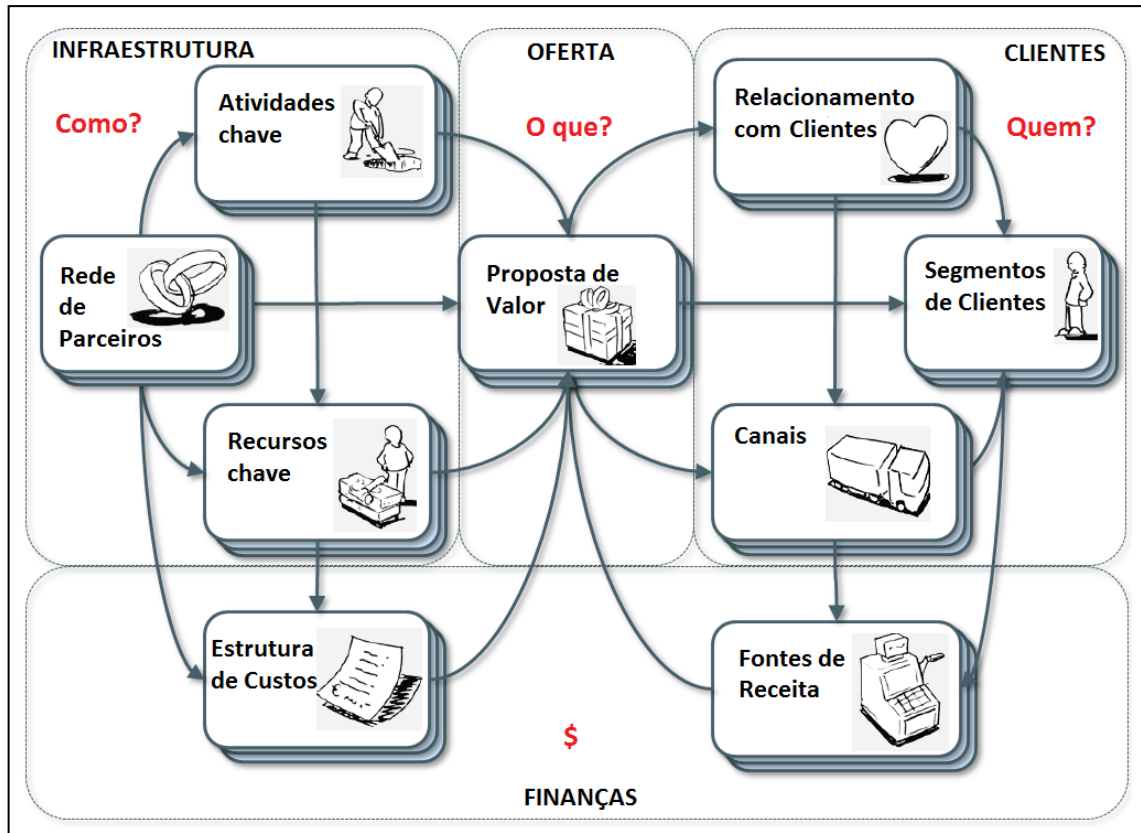 INFRAESTRUTURA
Como?
Atividades
chave
Rede
de
Parceiros
Recursos
chave
OFERTA
O que?
Proposta de
Valor
CLIENTES
Quem?
Relacionamento
com Clientes
Segmentos
de Clientes
Canais
Estrutura
de Custos
Fontes de
Receita
$
FINANÇAS